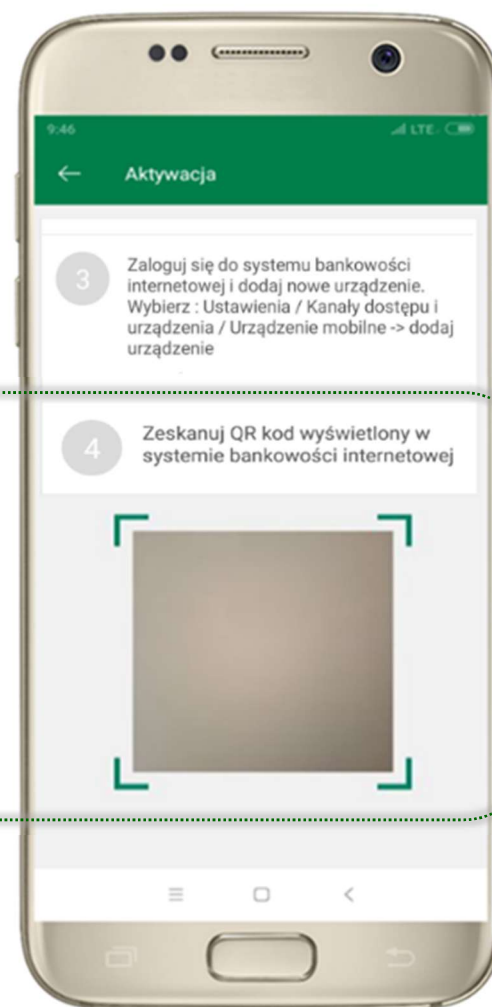 9:46
LTE
Aktywacja
3
Zaloguj się do systemu bankowości
internetowej i dodaj nowe urządzenie.
Wybierz : Ustawienia / Kanały dostępu i
urządzenia / Urządzenie mobilne -> dodaj
urządzenie
4
Zeskanuj QR kod wyświetlony w
systemie bankowości internetowej